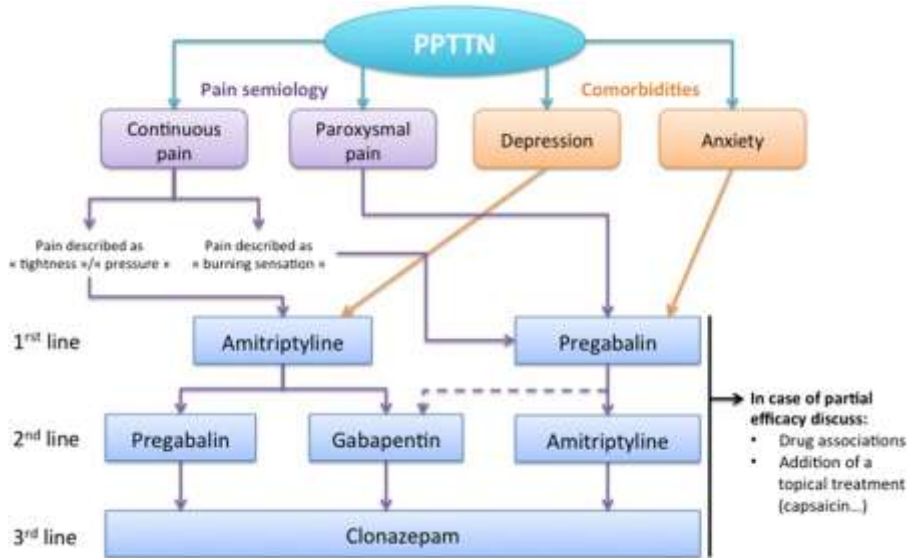 PPTTN
Pain semiology
Comorbidities
Continuous
pain
Paroxysmal
pain
Depression
Anxiety
Pain described as
« tightness »/« pressure »
Pain described as
« burning sensation »
1rst line
Amitriptyline
Pregabalin
In case of partial
efficacy discuss:
• Drug associations
• Addition of a
topical treatment
(capsaicin...)
2nd line
Pregabalin
Gabapentin
Amitriptyline
3rd line
Clonazepam